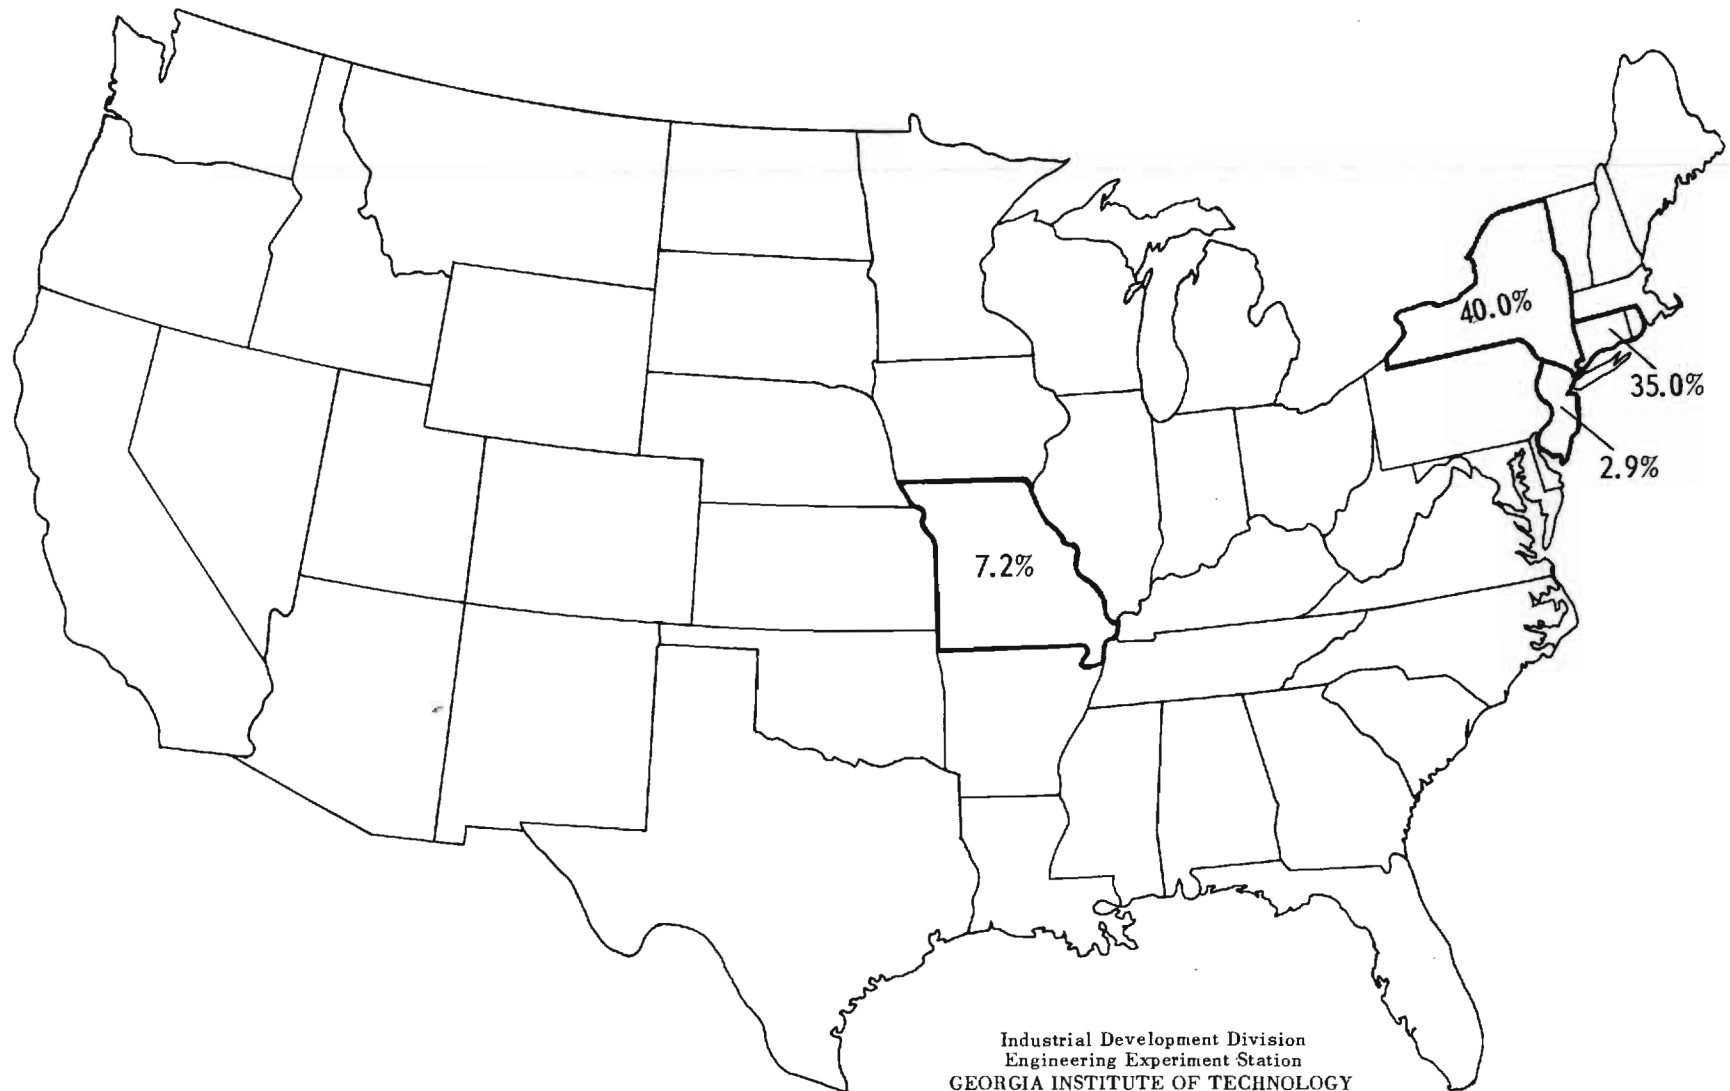 40.0%
35.0%
2.9%
7.2%
Industrial Development Division
Engineering Experiment Station
GEORGIA INSTITUTE OF TECHNOLOGY